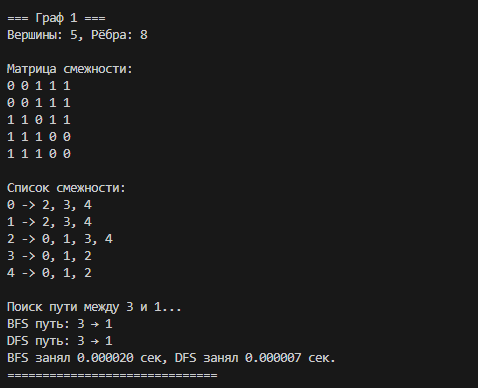 === Граф 1 ===
Вершины: 5, Рёбра: 8
Матрица смежности:
0 0 1 1 1
0 0 1 1 1
1 1 0 1 1
1 1 1 0 0
1 1 1 0 0
Список смежности:
0 -> 2, 3, 4
1 -> 2, 3, 4
2 -> 0, 1, 3, 4
3 -> 0, 1, 2
4 -> 0, 1, 2
Поиск пути между 3 и 1...
BFS путь: 3 → 1
DFS путь: 3 → 1
BFS занял 0.000020 сек, DFS занял 0.000007 сек.
==============================